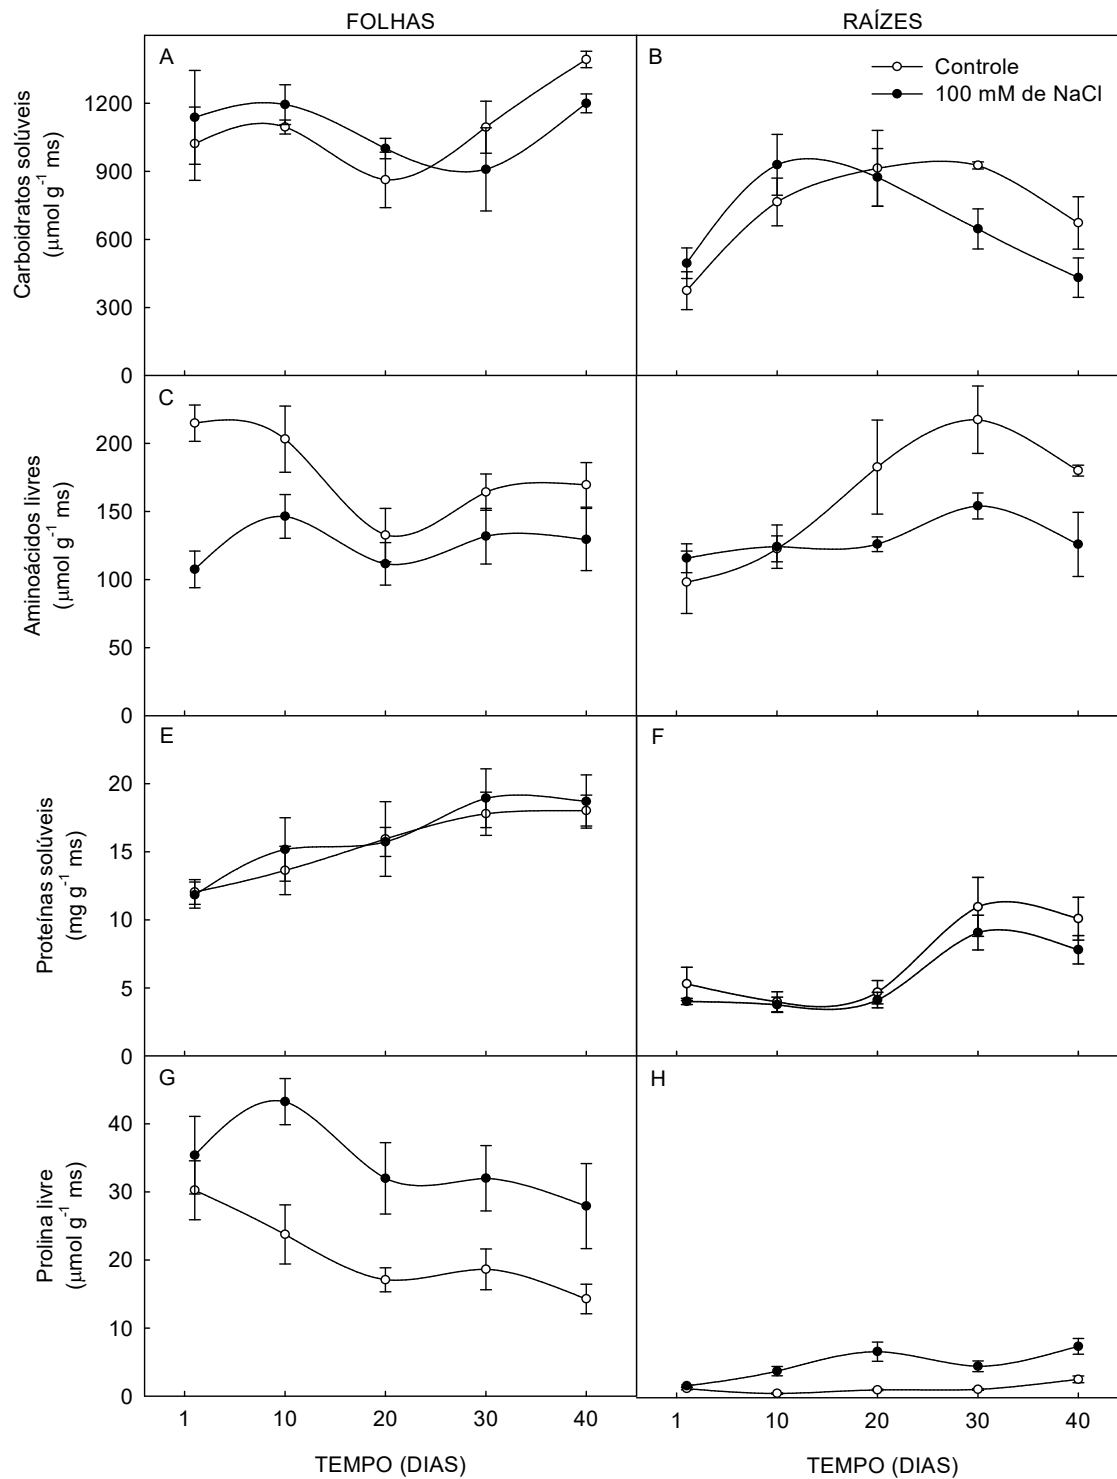 FOLHAS
RAÍZES
A
B
Controle
100 mM de NaCl
Carboidratos solúveis
(μmol g⁻¹ ms)
1200
900
600
300
0
C
Aminoácidos livres
(μmol g⁻¹ ms)
200
150
100
50
0
E
F
Proteínas solúveis
(mg g⁻¹ ms)
20
15
10
5
0
G
H
Prolina livre
(μmol g⁻¹ ms)
40
30
20
10
0
1 10 20 30 40
1 10 20 30 40
TEMPO (DIAS)
TEMPO (DIAS)